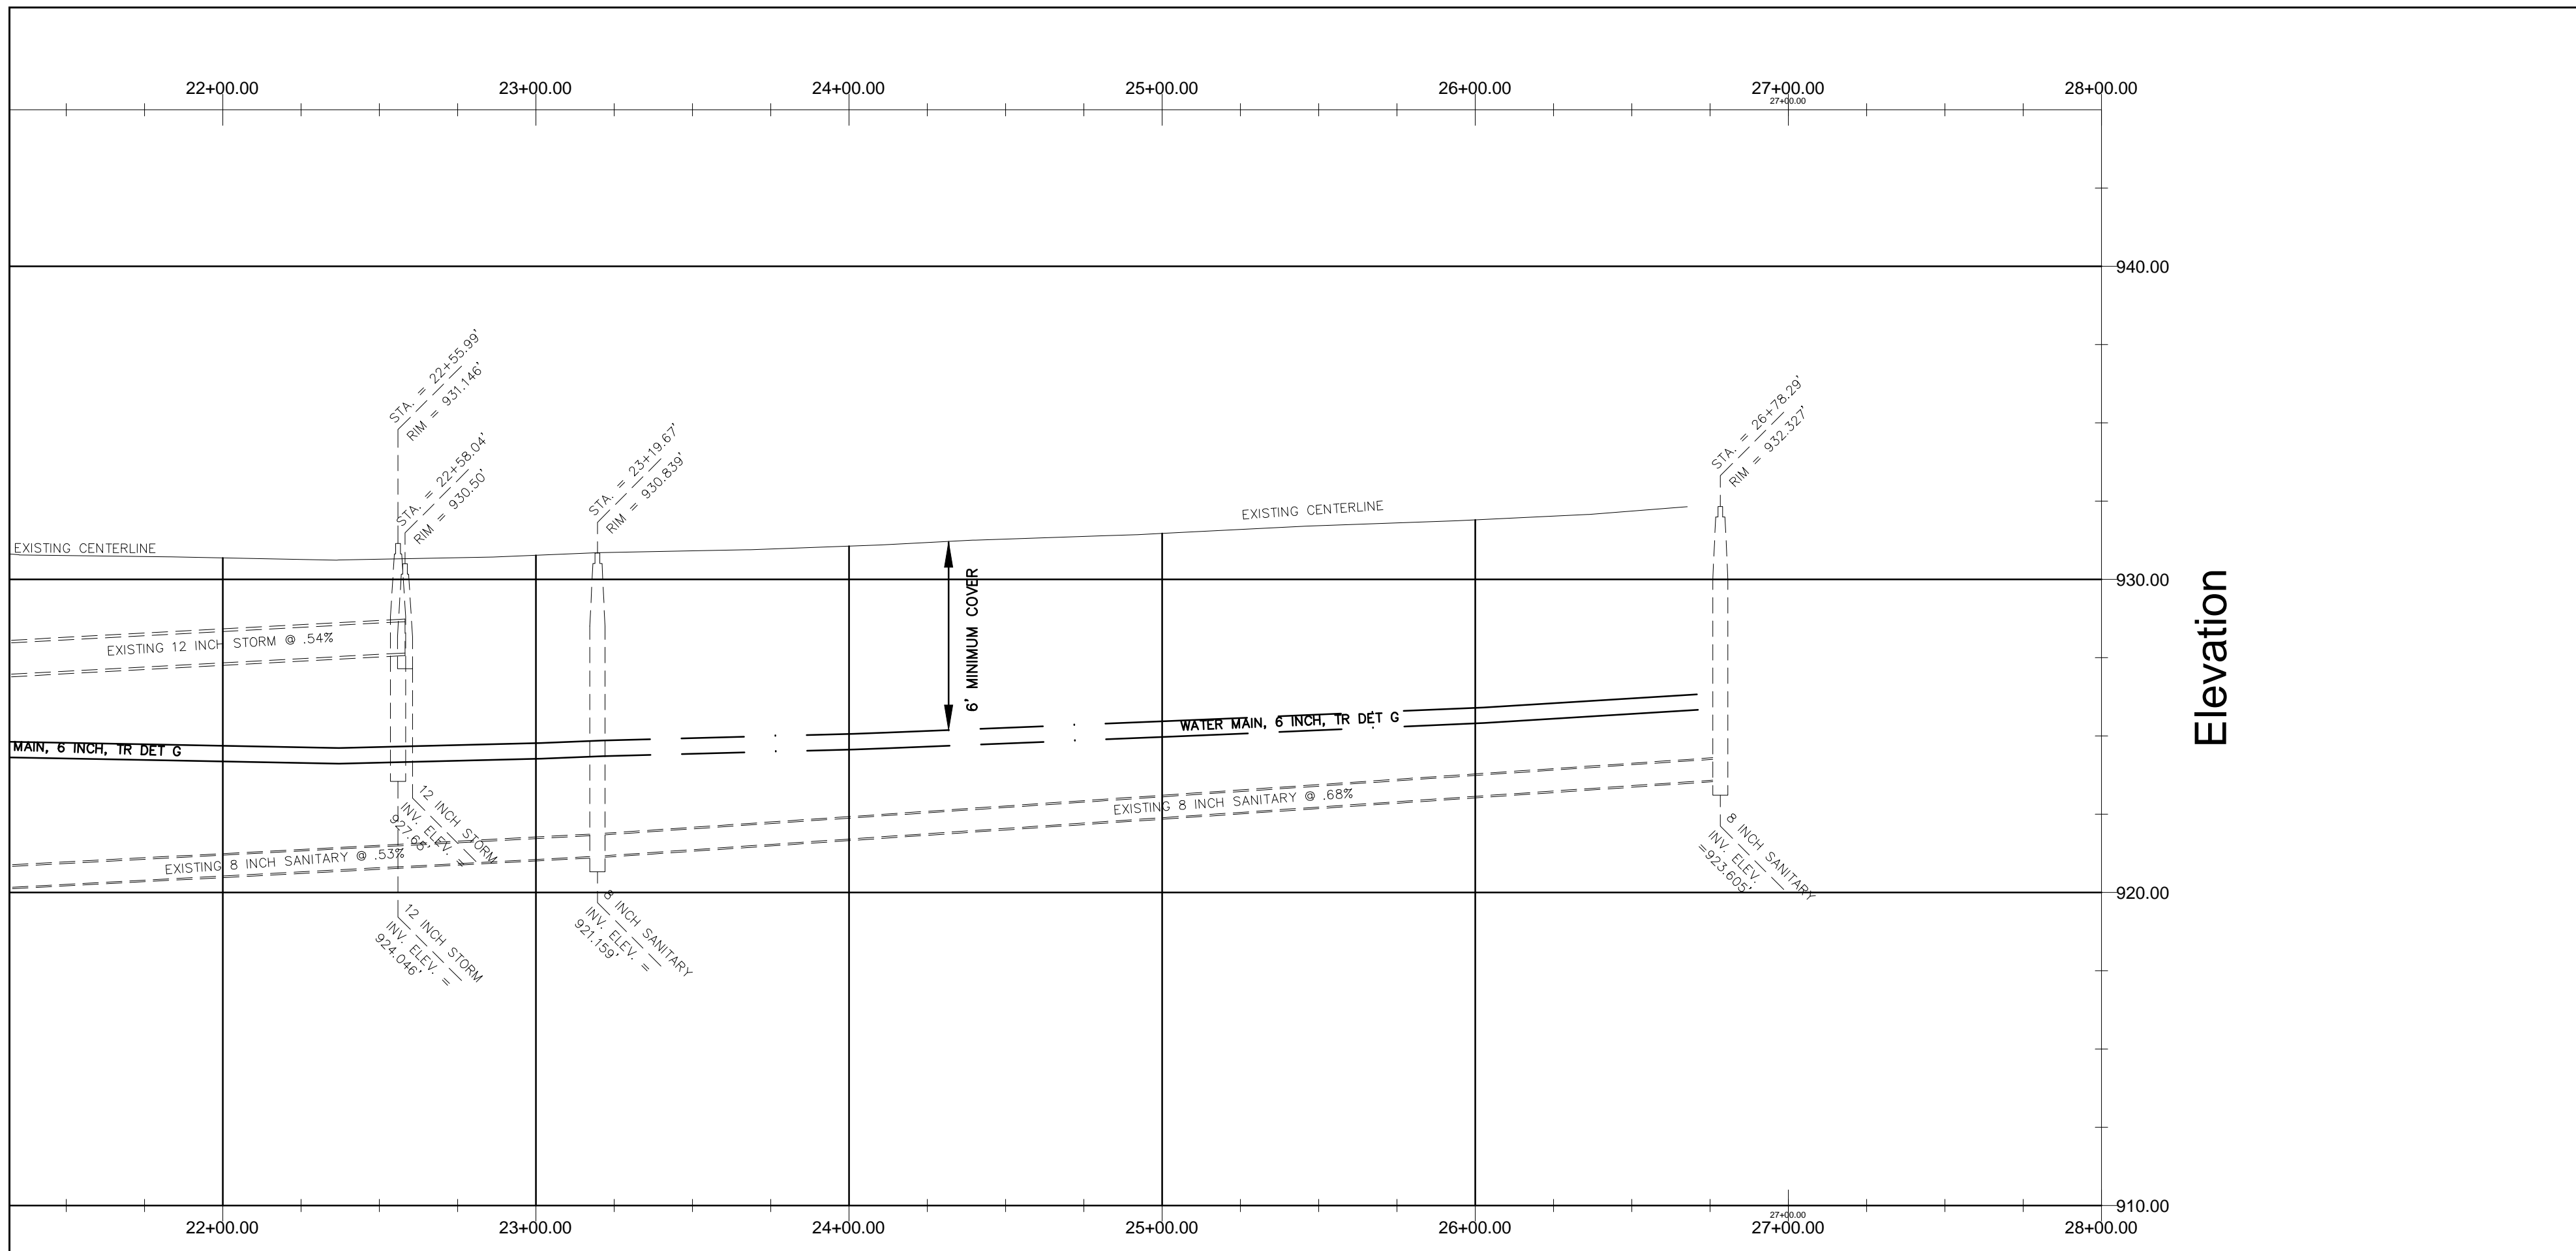 22+00.00 23+00.00 24+00.00 25+00.00 26+00.00 27+00.00 28+00.00
27+00.00
940.00
STA. = 22+55.99'
RIM = 931.146'
STA. = 22+58.04'
RIM = 930.50'
STA. = 23+19.67'
RIM = 930.839'
STA. = 26+78.29'
RIM = 932.327'
EXISTING CENTERLINE
EXISTING CENTERLINE
930.00
6' MINIMUM COVER
Elevation
EXISTING 12 INCH STORM @ .54%
MAIN, 6 INCH, TR DET G
WATER MAIN, 6 INCH, TR DET G
12 INCH STORM
INV. ELEV. =
927.65'
EXISTING 8 INCH SANITARY @ .68%
EXISTING 8 INCH SANITARY @ .53%
8 INCH SANITARY
INV. ELEV.
=923.605'
920.00
12 INCH STORM
INV. ELEV. =
924.046'
8 INCH SANITARY
INV. ELEV. =
921.159'
910.00
27+00.00
22+00.00 23+00.00 24+00.00 25+00.00 26+00.00 27+00.00 28+00.00